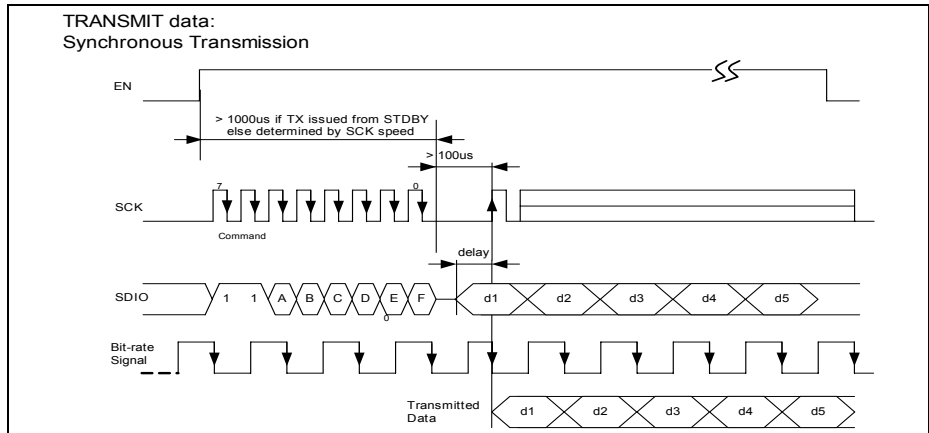 TRANSMIT data:
Synchronous Transmission
EN
> 1000us if TX issued from STDBY
else determined by SCK speed
> 100us
7
0
SCK
Command
delay
SDIO
1 1 A B C D E F
0
d1 d2 d3 d4 d5
Bit-rate
Signal
Transmitted
Data
d1 d2 d3 d4 d5